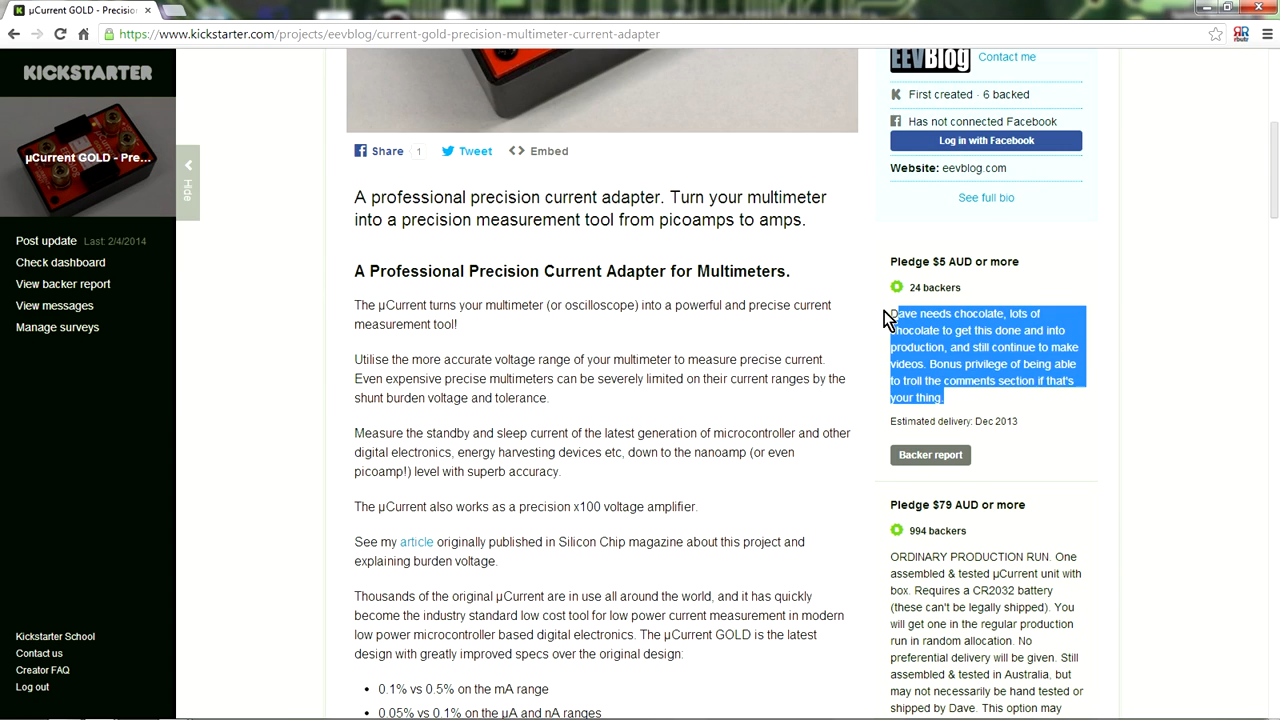 µCurrent GOLD - Precisio
https://www.kickstarter.com/projects/eevblog/current-gold-precision-multimeter-current-adapter
KICKSTARTER
µCurrent GOLD - Pre...
Hide
Post update Last: 2/4/2014
Check dashboard
View backer report
View messages
Manage surveys
Kickstarter School
Contact us
Creator FAQ
Log out
Share 1 Tweet Embed
A professional precision current adapter. Turn your multimeter
into a precision measurement tool from picoamps to amps.
A Professional Precision Current Adapter for Multimeters.
The µCurrent turns your multimeter (or oscilloscope) into a powerful and precise current
measurement tool!
Utilise the more accurate voltage range of your multimeter to measure precise current.
Even expensive precise multimeters can be severely limited on their current ranges by the
shunt burden voltage and tolerance.
Measure the standby and sleep current of the latest generation of microcontroller and other
digital electronics, energy harvesting devices etc, down to the nanoamp (or even
picoamp!) level with superb accuracy.
The µCurrent also works as a precision x100 voltage amplifier.
See my article originally published in Silicon Chip magazine about this project and
explaining burden voltage.
Thousands of the original µCurrent are in use all around the world, and it has quickly
become the industry standard low cost tool for low power current measurement in modern
low power microcontroller based digital electronics. The µCurrent GOLD is the latest
design with greatly improved specs over the original design:
• 0.1% vs 0.5% on the mA range
• 0.05% vs 0.1% on the µA and nA ranges
EEVBlog
Contact me
First created · 6 backed
Has not connected Facebook
Log in with Facebook
Website: eevblog.com
See full bio
Pledge $5 AUD or more
24 backers
Dave needs chocolate, lots of
chocolate to get this done and into
production, and still continue to make
videos. Bonus privilege of being able
to troll the comments section if that's
your thing.
Estimated delivery: Dec 2013
Backer report
Pledge $79 AUD or more
994 backers
ORDINARY PRODUCTION RUN. One
assembled & tested µCurrent unit with
box. Requires a CR2032 battery
(these can't be legally shipped). You
will get one in the regular production
run in random allocation. No
preferential delivery will be given. Still
assembled & tested in Australia, but
may not necessarily be hand tested or
shipped by Dave. This option may